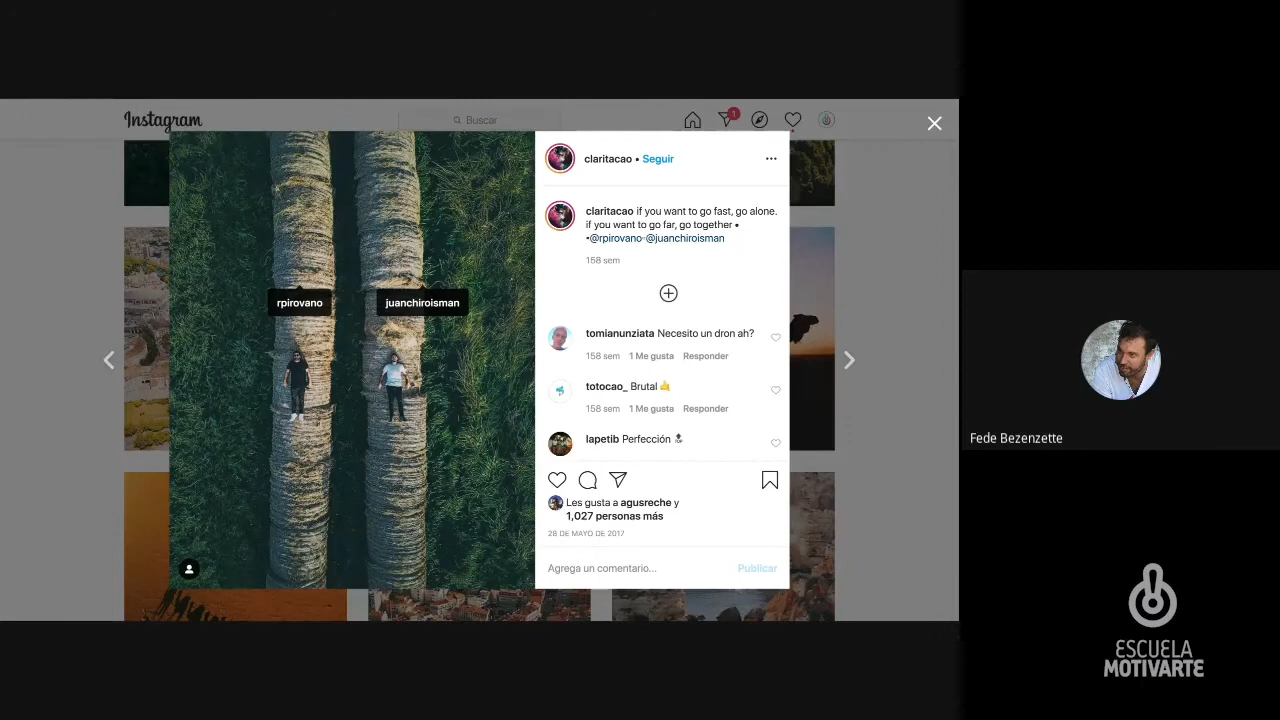 Instagram
Buscar
1
claritacao • Seguir
claritacao if you want to go fast, go alone.
if you want to go far, go together •
•@rpirovano-@juanchiroisman
158 sem
rpirovano
juanchiroisman
tomianunziata Necesito un dron ah?
158 sem 1 Me gusta Responder
totocao_ Brutal 🤙
158 sem 1 Me gusta Responder
lapetib Perfección 🔝
Les gusta a agusreche y
1,027 personas más
28 DE MAYO DE 2017
Agrega un comentario... Publicar
Fede Bezenzette
ESCUELA
MOTIVARTE